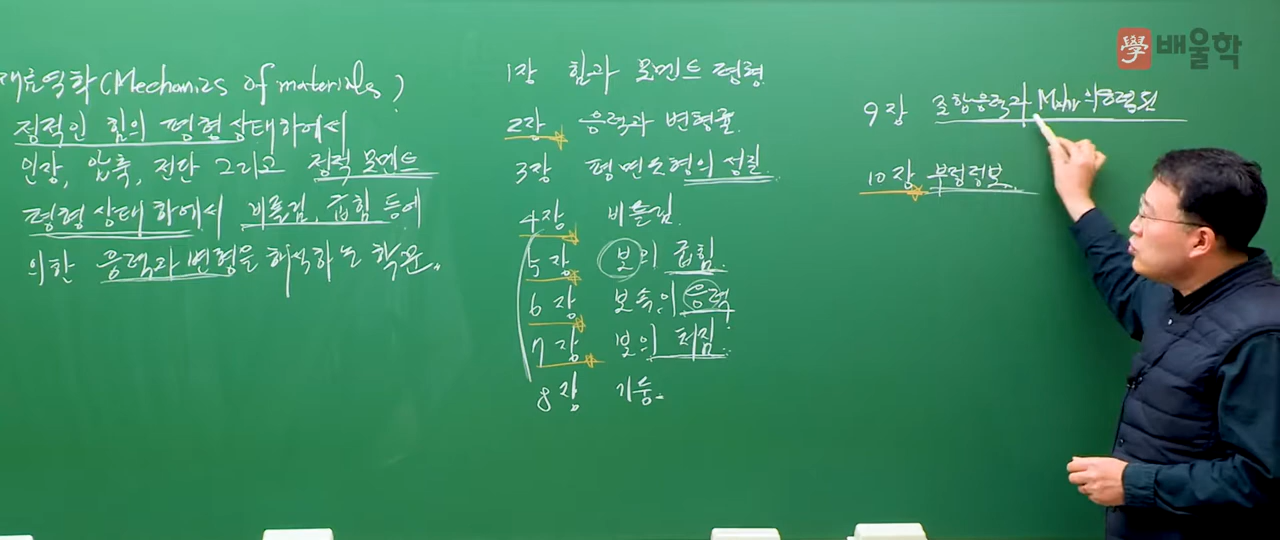 재료역학(Mechanics of materials)
정적인 힘의 평형상태하에서
인장, 압축, 전단 그리고 정적 모멘트
평형상태하에서 비틀림, 굽힘 등에
의한 응력과 변형을 해석하는 학문.
1장 힘과 모멘트 평형
2장 응력과 변형률.
3장 평면도형의 성질.
4장 비틀림.
5장 보의 굽힘.
6장 보속의 응력
7장 보의 처짐.
8장 기둥.
9장 조합응력과 Mohr의 응력원
10장 부정정보.
學 배울학